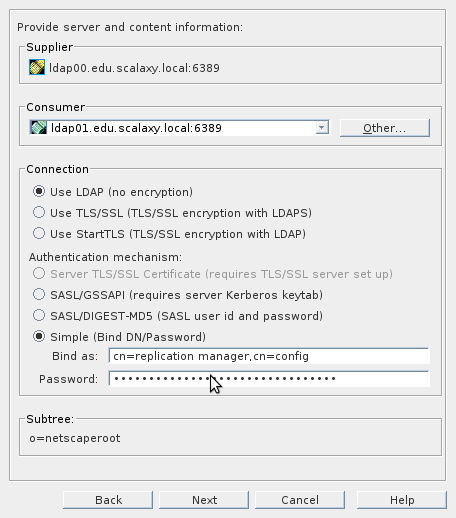 Provide server and content information:
Supplier
ldap00.edu.scalaxy.local:6389
Consumer
ldap01.edu.scalaxy.local:6389
Other...
Connection
Use LDAP (no encryption)
Use TLS/SSL (TLS/SSL encryption with LDAPS)
Use StartTLS (TLS/SSL encryption with LDAP)
Authentication mechanism:
Server TLS/SSL Certificate (requires TLS/SSL server set up)
SASL/GSSAPI (requires server Kerberos keytab)
SASL/DIGEST-MD5 (SASL user id and password)
Simple (Bind DN/Password)
Bind as: cn=replication manager,cn=config
Password: ••••••••••••••••••••••••••••••••
Subtree:
o=netscaperoot
Back Next Cancel Help